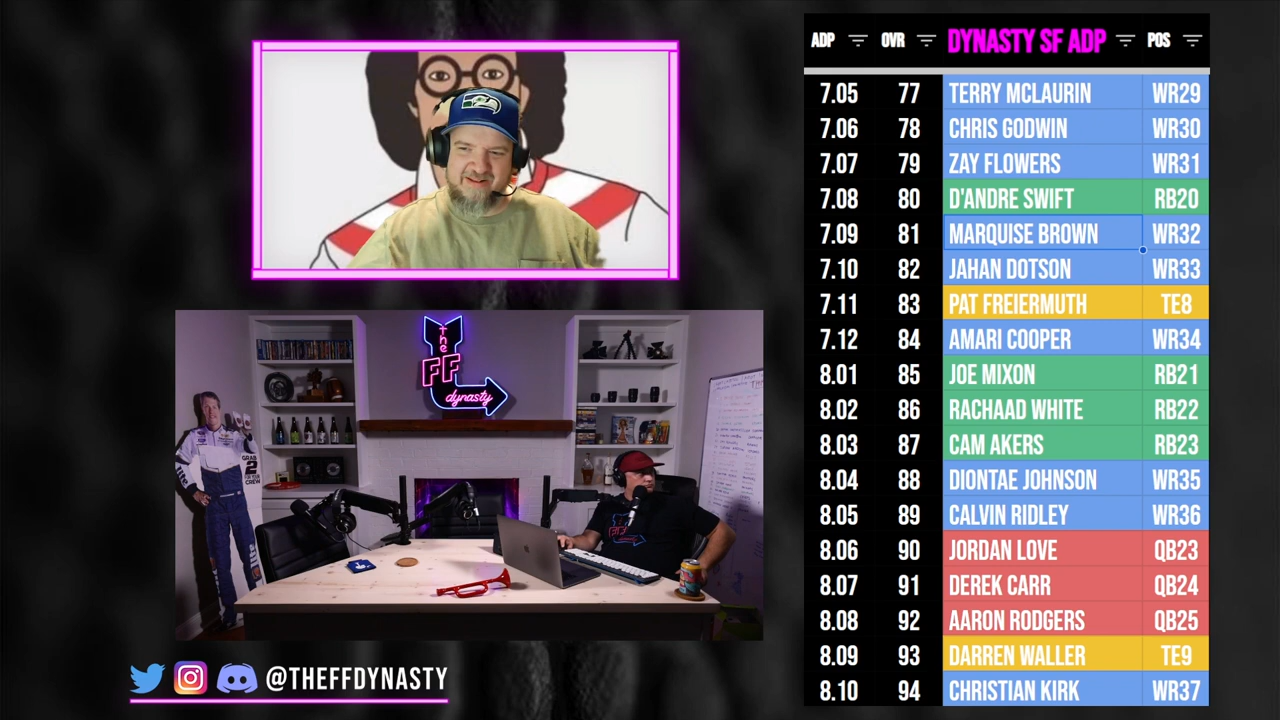 ADP OVR DYNASTY SF ADP POS
7.05 77 TERRY MCLAURIN WR29
7.06 78 CHRIS GODWIN WR30
7.07 79 ZAY FLOWERS WR31
7.08 80 D'ANDRE SWIFT RB20
7.09 81 MARQUISE BROWN WR32
7.10 82 JAHAN DOTSON WR33
7.11 83 PAT FREIERMUTH TE8
7.12 84 AMARI COOPER WR34
8.01 85 JOE MIXON RB21
8.02 86 RACHAAD WHITE RB22
8.03 87 CAM AKERS RB23
8.04 88 DIONTAE JOHNSON WR35
8.05 89 CALVIN RIDLEY WR36
8.06 90 JORDAN LOVE QB23
8.07 91 DEREK CARR QB24
8.08 92 AARON RODGERS QB25
8.09 93 DARREN WALLER TE9
8.10 94 CHRISTIAN KIRK WR37
the
FF
dynasty
GRAB
2
FOR YOUR
CREW
@THEFFDYNASTY